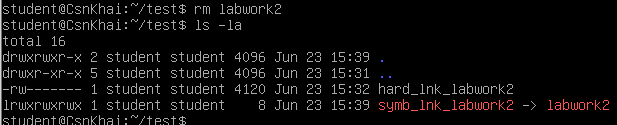 student@CsnKhai:~/test$ rm labwork2
student@CsnKhai:~/test$ ls -la
total 16
drwxrwxr-x 2 student student 4096 Jun 23 15:39 .
drwxr-xr-x 5 student student 4096 Jun 23 15:31 ..
-rw------- 1 student student 4120 Jun 23 15:32 hard_lnk_labwork2
lrwxrwxrwx 1 student student    8 Jun 23 15:39 symb_lnk_labwork2 -> labwork2
student@CsnKhai:~/test$